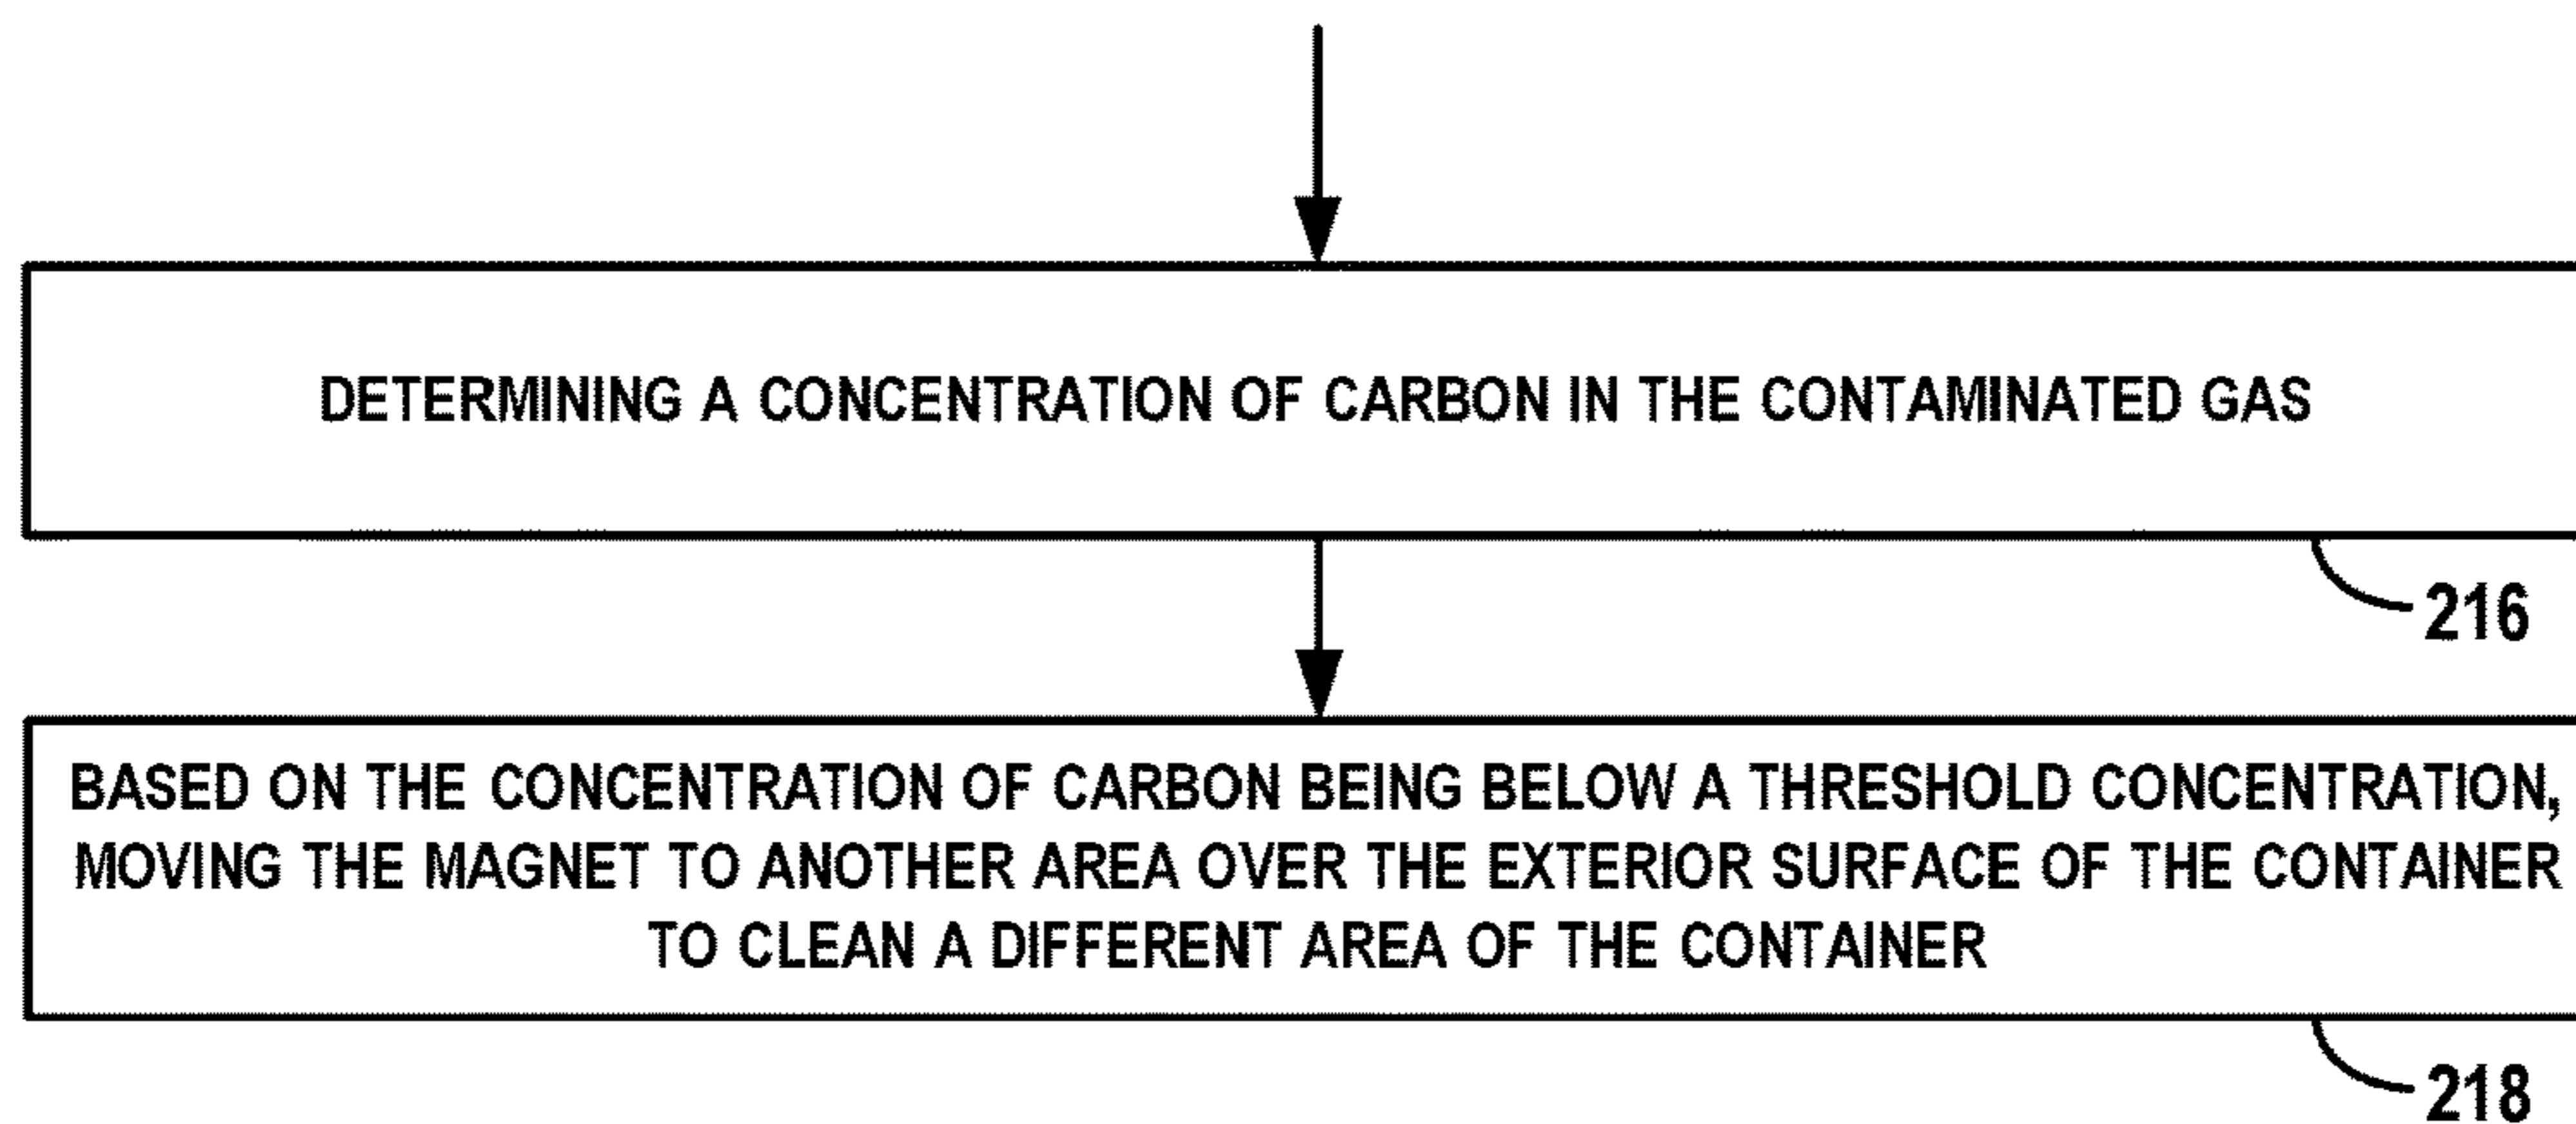 DETERMINING A CONCENTRATION OF CARBON IN THE CONTAMINATED GAS
216
BASED ON THE CONCENTRATION OF CARBON BEING BELOW A THRESHOLD CONCENTRATION,
MOVING THE MAGNET TO ANOTHER AREA OVER THE EXTERIOR SURFACE OF THE CONTAINER
TO CLEAN A DIFFERENT AREA OF THE CONTAINER
218